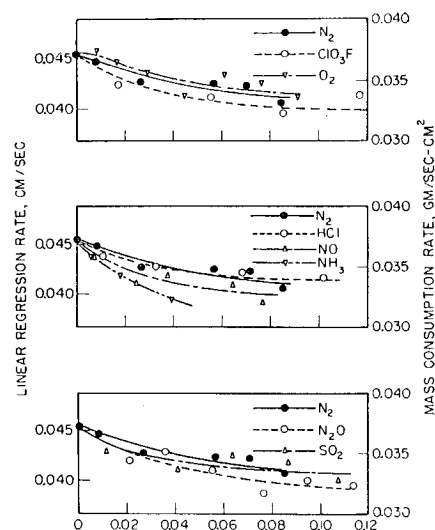 LINEAR REGRESSION RATE, CM/SEC
MASS CONSUMPTION RATE, GM/SEC-CM²
0.045
0.040
0.040
0.035
0.030
N₂
ClO₃F
O₂
0.045
0.040
0.040
0.035
0.030
N₂
HCl
NO
NH₃
0.045
0.040
0.040
0.035
0.030
N₂
N₂O
SO₂
0 0.02 0.04 0.06 0.08 0.10 0.12